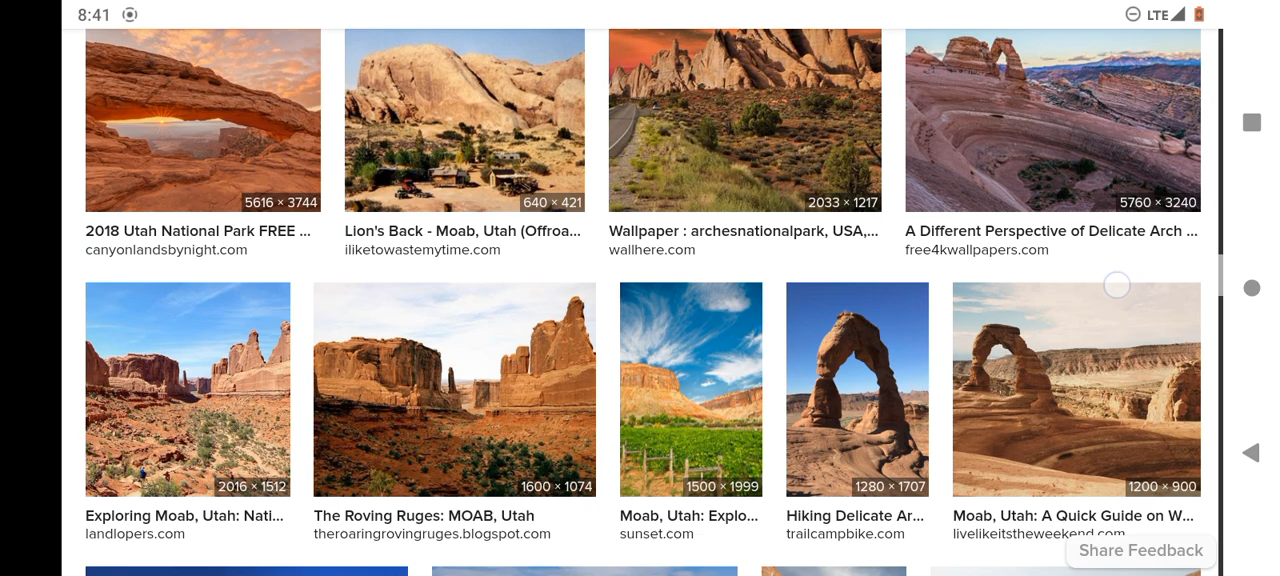 8:41
LTE
5616 × 3744
640 × 421
2033 × 1217
5760 × 3240
2018 Utah National Park FREE ...
Lion's Back - Moab, Utah (Offroa...
Wallpaper : archesnationalpark, USA,...
A Different Perspective of Delicate Arch ...
canyonlandsbynight.com
iliketowastemytime.com
wallhere.com
free4kwallpapers.com
2016 × 1512
1600 × 1074
1500 × 1999
1280 × 1707
1200 × 900
Exploring Moab, Utah: Nati...
The Roving Ruges: MOAB, Utah
Moab, Utah: Explo...
Hiking Delicate Ar...
Moab, Utah: A Quick Guide on W...
landlopers.com
theroaringrovingruges.blogspot.com
sunset.com
trailcampbike.com
livelikeitstheweekend.com
Share Feedback